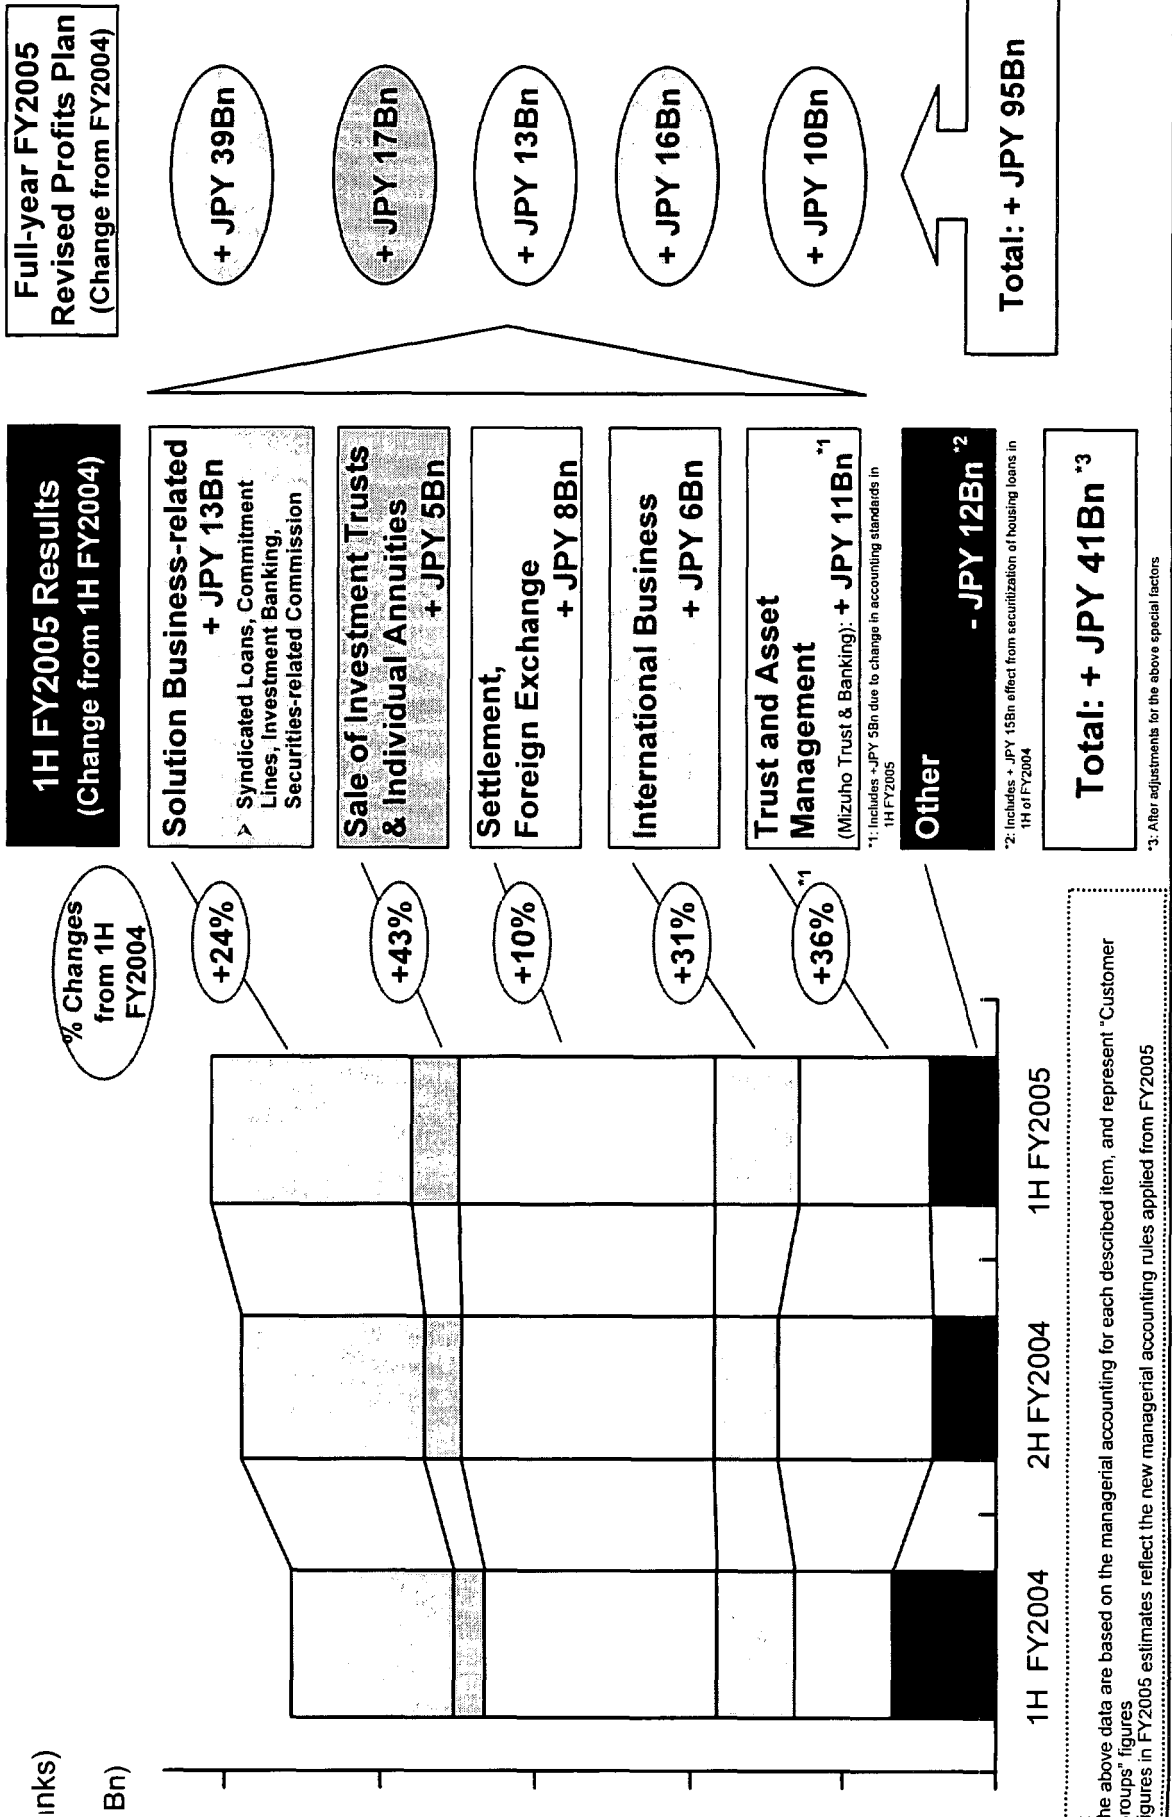 anks)
Bn)
% Changes
from 1H
FY2004
+24%
+43%
+10%
+31%
+36%
*1
1H FY2004
2H FY2004
1H FY2005
1H FY2005 Results
(Change from 1H FY2004)
Solution Business-related
+ JPY 13Bn
> Syndicated Loans, Commitment
Lines, Investment Banking,
Securities-related Commission
Sale of Investment Trusts
& Individual Annuities
+ JPY 5Bn
Settlement,
Foreign Exchange
+ JPY 8Bn
International Business
+ JPY 6Bn
Trust and Asset
Management
*1
(Mizuho Trust & Banking): + JPY 11Bn
*1: Includes +JPY 5Bn due to change in accounting standards in
1H FY2005
Other
- JPY 12Bn *2
*2: Includes + JPY 15Bn effect from securitization of housing loans in
1H of FY2004
Total: + JPY 41Bn *3
*3: After adjustments for the above special factors
Full-year FY2005
Revised Profits Plan
(Change from FY2004)
+ JPY 39Bn
+ JPY 17Bn
+ JPY 13Bn
+ JPY 16Bn
+ JPY 10Bn
Total: + JPY 95Bn
he above data are based on the managerial accounting for each described item, and represent "Customer
roups" figures
igures in FY2005 estimates reflect the new managerial accounting rules applied from FY2005